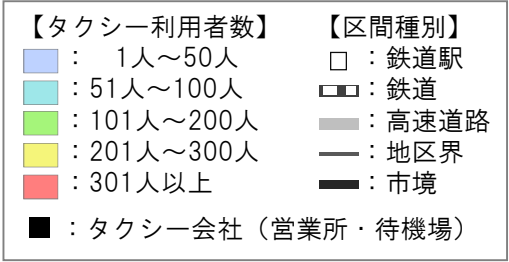 【タクシー利用者数】 【区間種別】
: 1人～50人 : 鉄道駅
: 51人～100人 : 鉄道
: 101人～200人 : 高速道路
: 201人～300人 : 地区界
: 301人以上 : 市境
: タクシー会社（営業所・待機場）